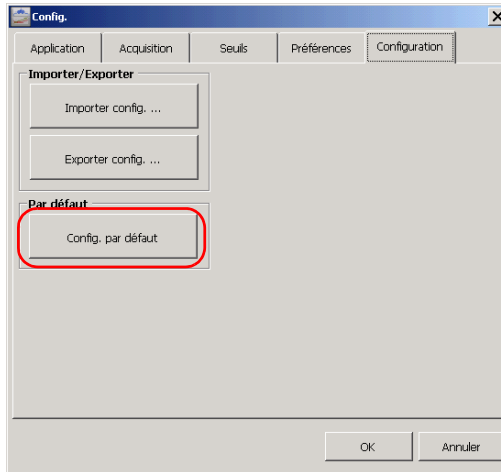 Config.
Application Acquisition Seuils Préférences Configuration
Importer/Exporter
Importer config. ...
Exporter config. ...
Par défaut
Config. par défaut
OK Annuler